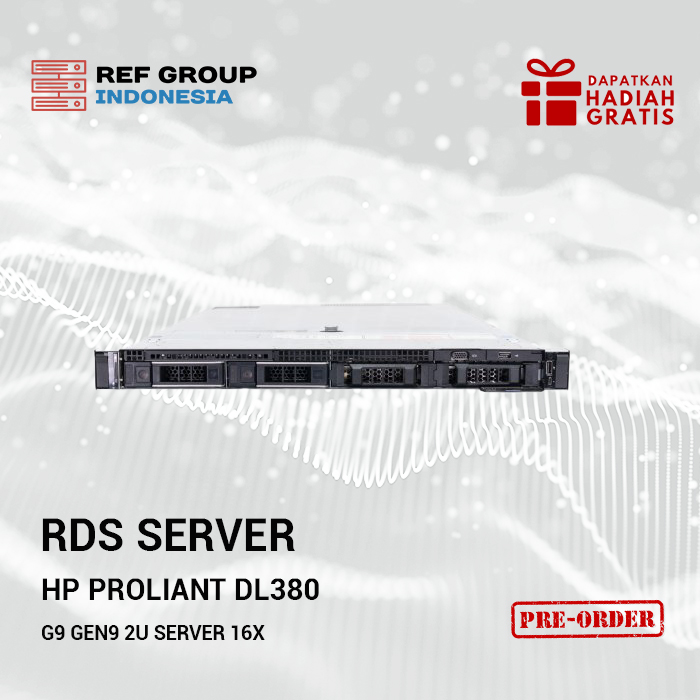 REF GROUP
INDONESIA
DAPATKAN
HADIAH
GRATIS
RDS SERVER
HP PROLIANT DL380
G9 GEN9 2U SERVER 16X
PRE-ORDER